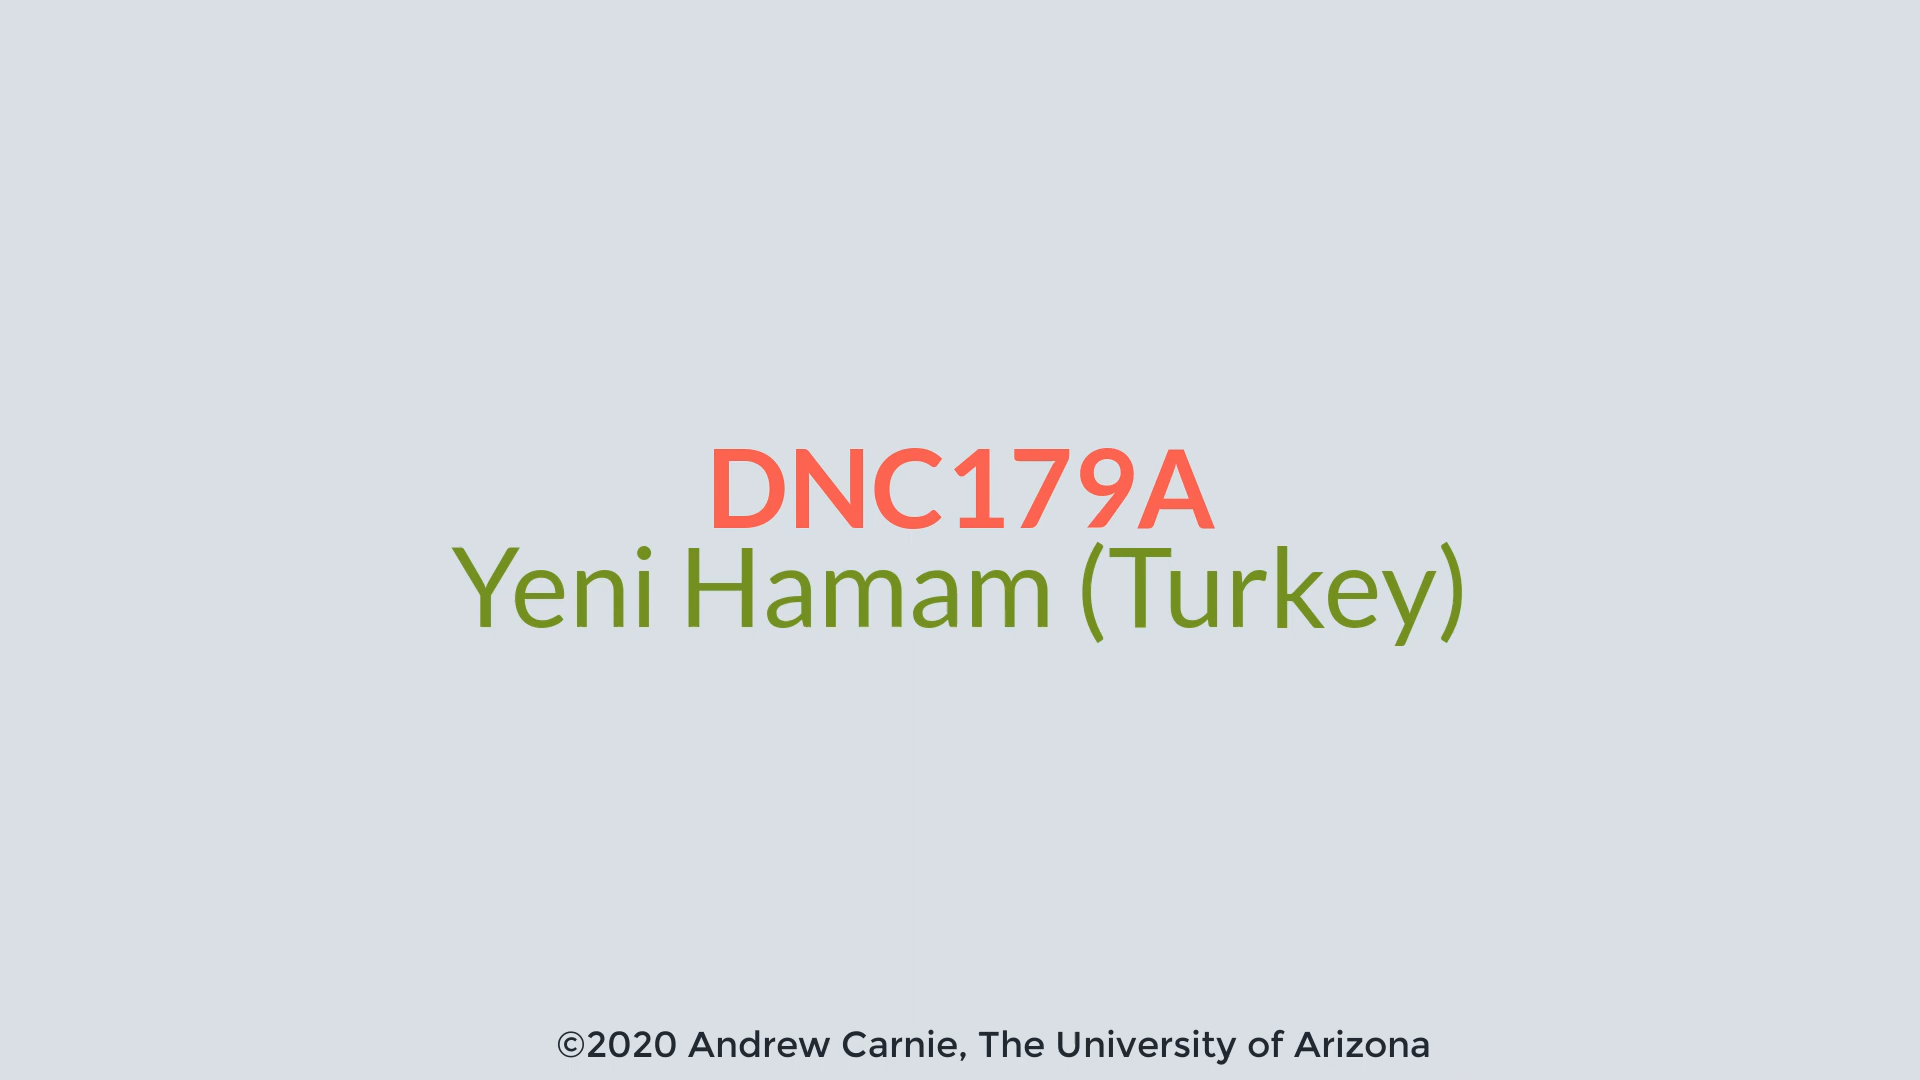 DNC179A
Yeni Hamam (Turkey)
©2020 Andrew Carnie, The University of Arizona